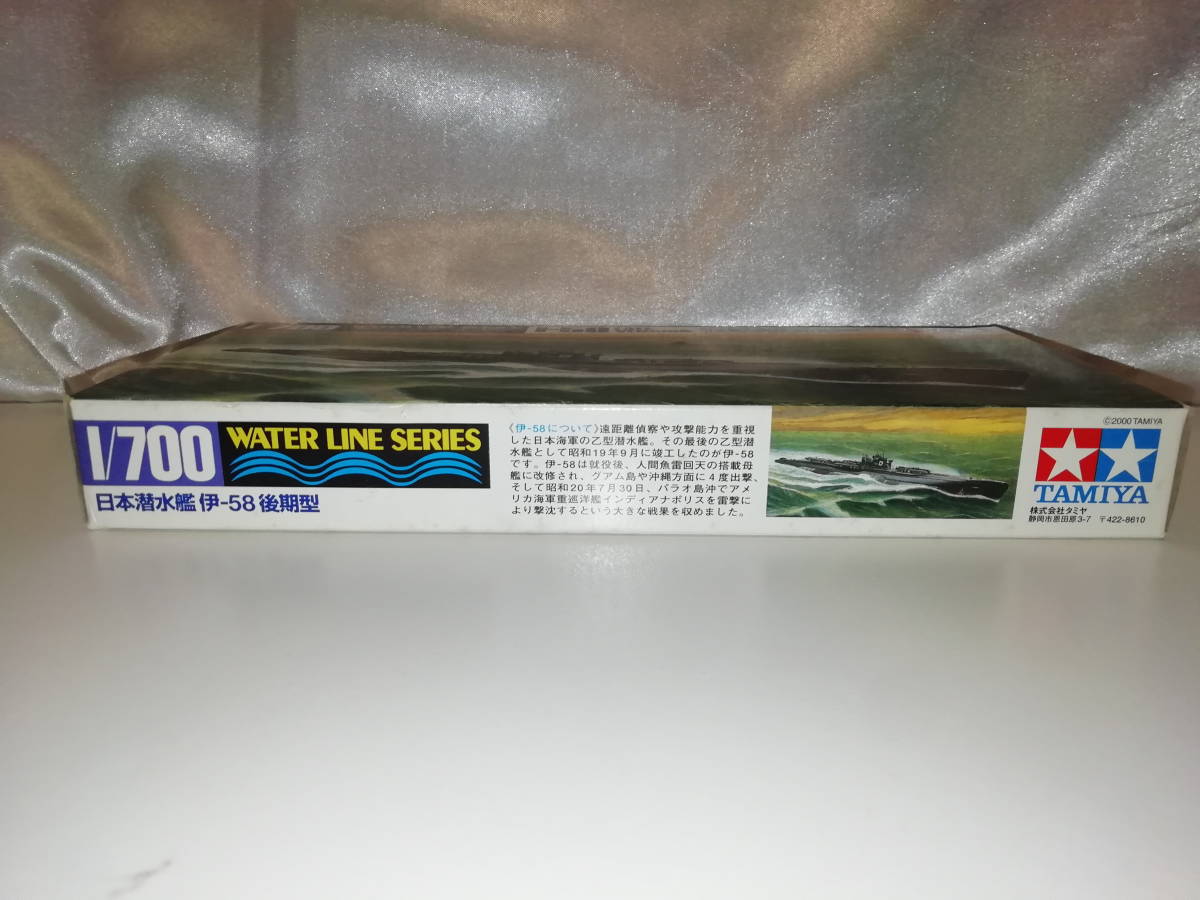 1/700
WATER LINE SERIES
日本潜水艦 伊-58 後期型
《伊-58について》遠距離偵察や攻撃能力を重視
した日本海軍の乙型潜水艦。その最後の乙型潜
水艦として昭和19年9月に竣工したのが伊-58
です。伊-58は就役後、人間魚雷回天の搭載母
艦に改修され、グアム島や沖縄方面に4度出撃、
そして昭和20年7月30日、パラオ島沖でアメ
リカ海軍重巡洋艦インディアナポリスを雷撃に
より撃沈するという大きな戦果を収めました。
©2000 TAMIYA
TAMIYA
株式会社タミヤ
静岡市恩田原3-7 〒422-8610